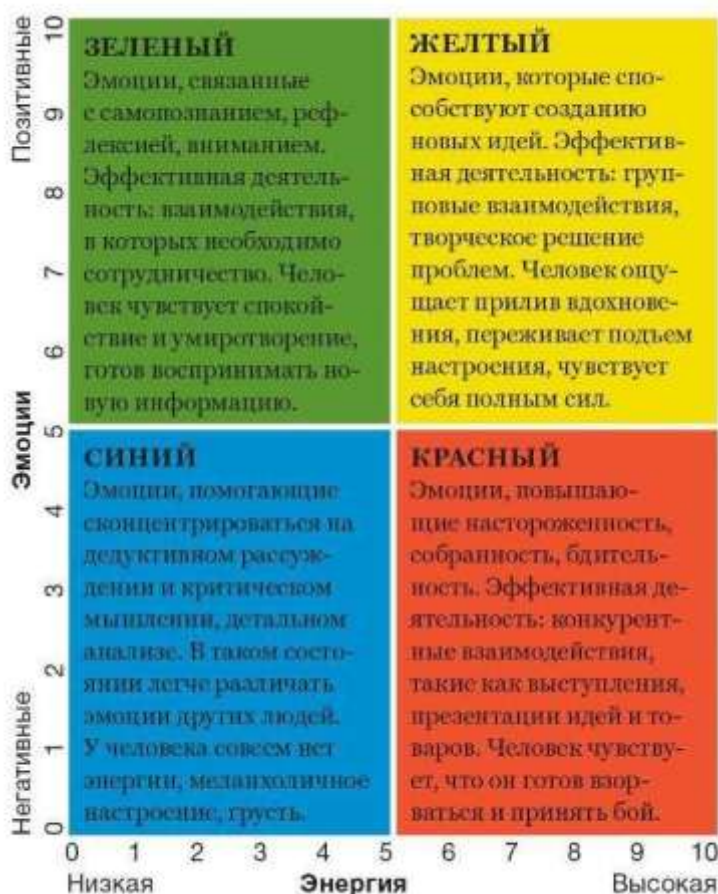 ЗЕЛЕНЫЙ
Эмоции, связанные
с самопознанием, реф-
лексией, вниманием.
Эффективная деятель-
ность: взаимодействия,
в которых необходимо
сотрудничество. Чело-
век чувствует спокой-
ствие и умиротворение,
готов воспринимать но-
вую информацию.
ЖЕЛТЫЙ
Эмоции, которые спо-
собствуют созданию
новых идей. Эффектив-
ная деятельность: груп-
повые взаимодействия,
творческое решение
проблем. Человек ощу-
щает прилив вдохнове-
ния, переживает подъем
настроения, чувствует
себя полным сил.
СИНИЙ
Эмоции, помогающие
сконцентрироваться на
дедуктивном рассуж-
дении и критическом
мышлении, детальном
анализе. В таком состо-
янии легче различать
эмоции других людей.
У человека совсем нет
энергии, меланхоличное
настроение, грусть.
КРАСНЫЙ
Эмоции, повышаю-
щие настороженность,
собранность, бдитель-
ность. Эффективная де-
ятельность: конкурент-
ные взаимодействия,
такие как выступления,
презентации идей и то-
варов. Человек чувству-
ет, что он готов взор-
ваться и принять бой.
Позитивные
Эмоции
Негативные
10
9
8
7
6
5
4
3
2
1
0
0 1 2 3 4 5 6 7 8 9 10
Низкая Энергия Высокая